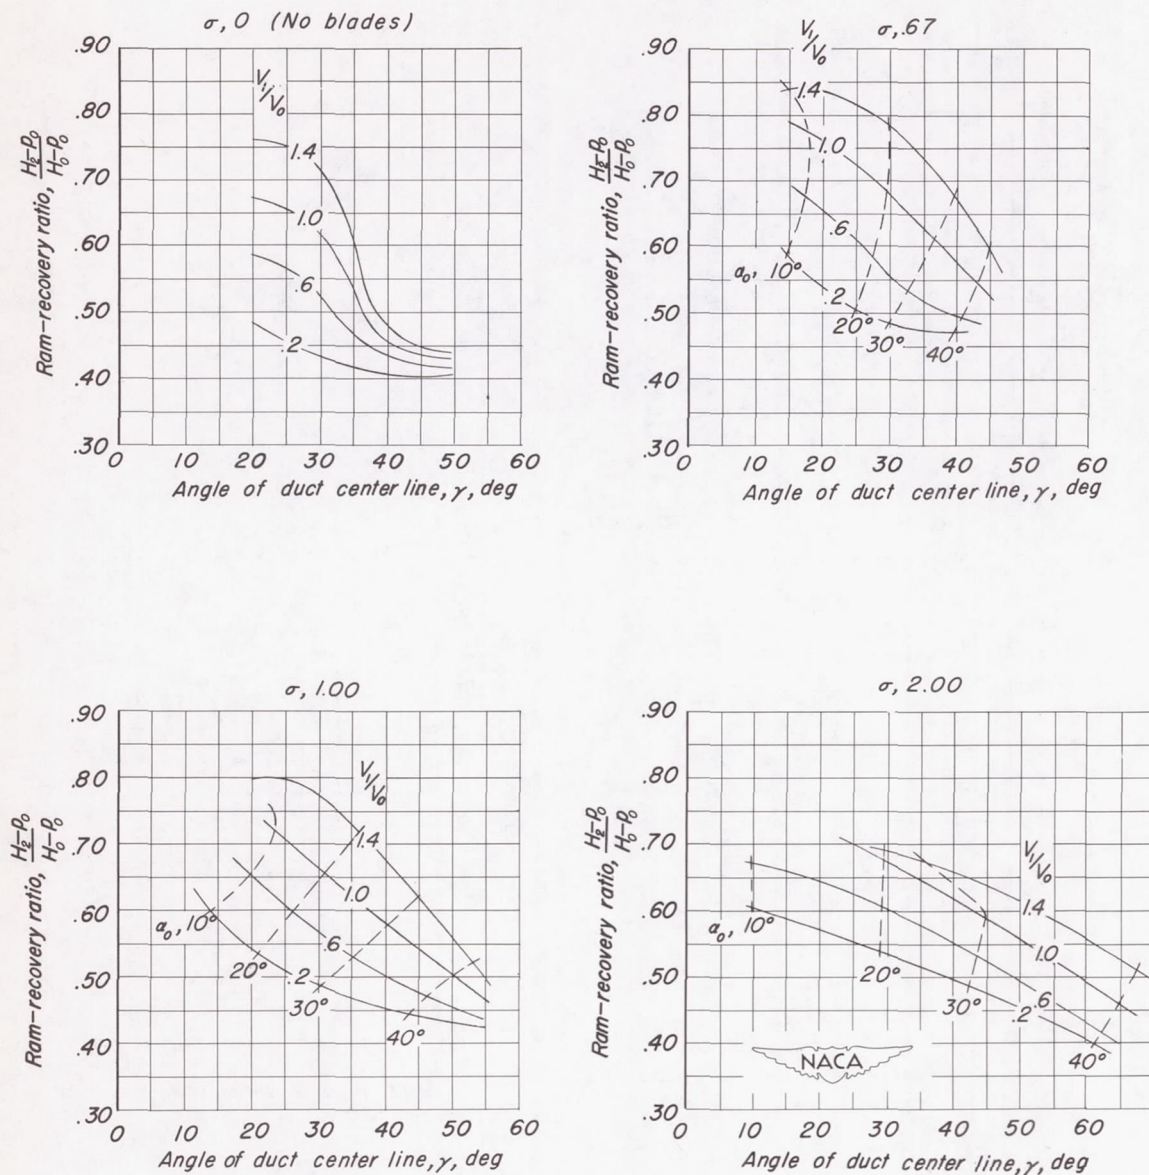 σ, 0 (No blades)
.90
.80
.70
.60
.50
.40
.30
Ram-recovery ratio, H₂-p₀/H₀-p₀
V₁/V₀
1.4
1.0
.6
.2
0 10 20 30 40 50 60
Angle of duct center line, γ, deg
σ, .67
.90
.80
.70
.60
.50
.40
.30
Ram-recovery ratio, H₂-p₀/H₀-p₀
V₁/V₀
1.4
1.0
.6
.2
α₀, 10°
20°
30°
40°
0 10 20 30 40 50 60
Angle of duct center line, γ, deg
σ, 1.00
.90
.80
.70
.60
.50
.40
.30
Ram-recovery ratio, H₂-p₀/H₀-p₀
V₁/V₀
1.4
1.0
.6
.2
α₀, 10°
20°
30°
40°
0 10 20 30 40 50 60
Angle of duct center line, γ, deg
σ, 2.00
.90
.80
.70
.60
.50
.40
.30
Ram-recovery ratio, H₂-p₀/H₀-p₀
V₁/V₀
1.4
1.0
.6
.2
α₀, 10°
20°
30°
40°
NACA
0 10 20 30 40 50 60
Angle of duct center line, γ, deg